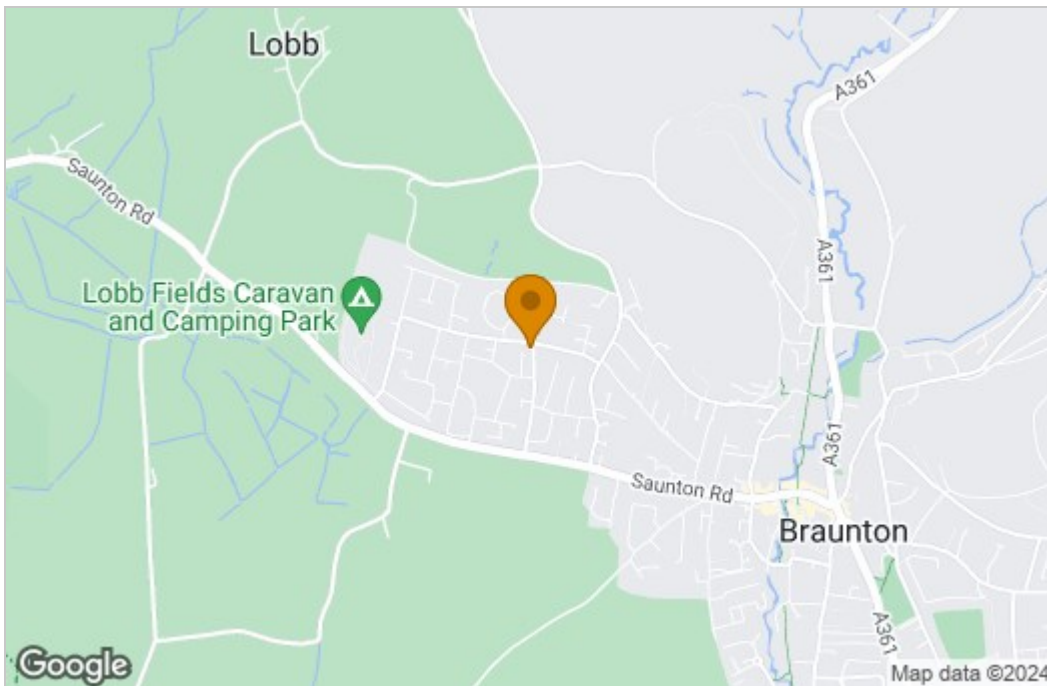 Lobb
A361
A361
Saunton Rd
Lobb Fields Caravan
and Camping Park
A361
A361
Saunton Rd
Braunton
A361
Google
Map data ©2024